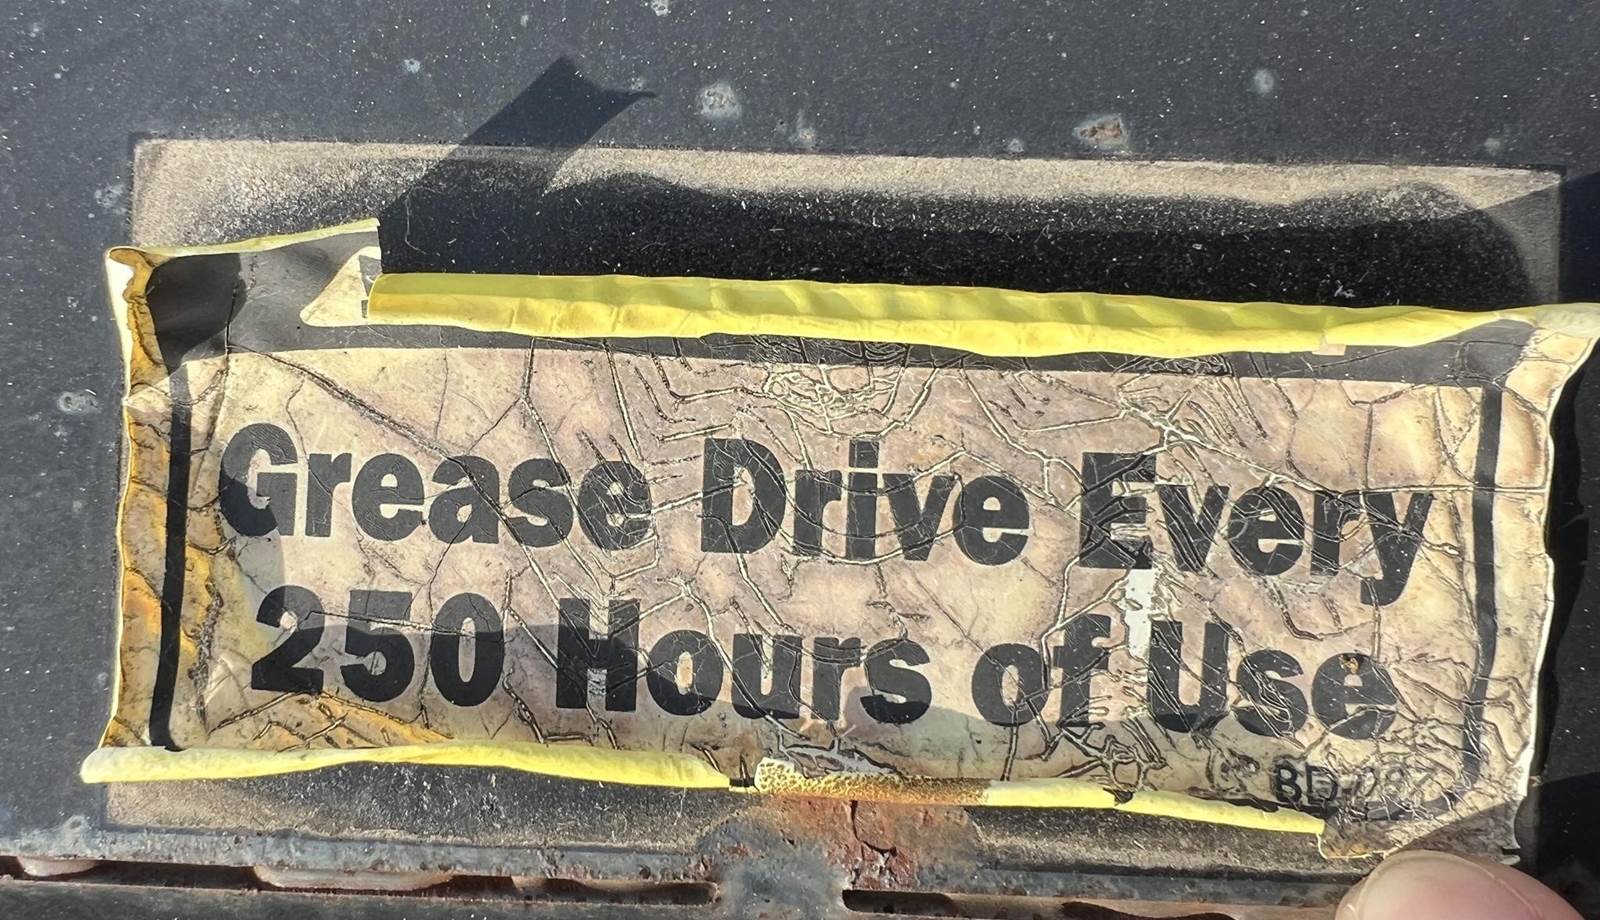 Grease Drive Every
250 Hours of Use